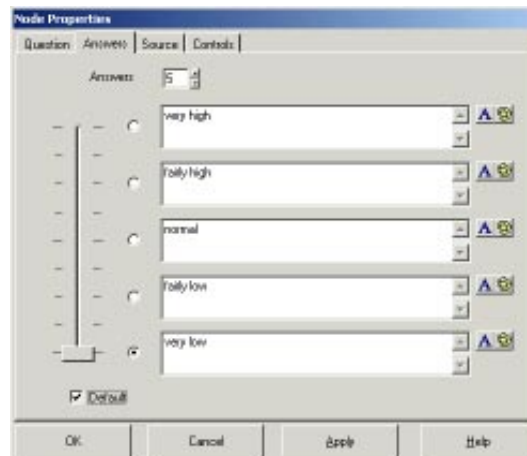 Node Properties
Question Answers Source Controls
Answers 5
very high
fairly high
normal
fairly low
very low
Default
OK Cancel Apply Help